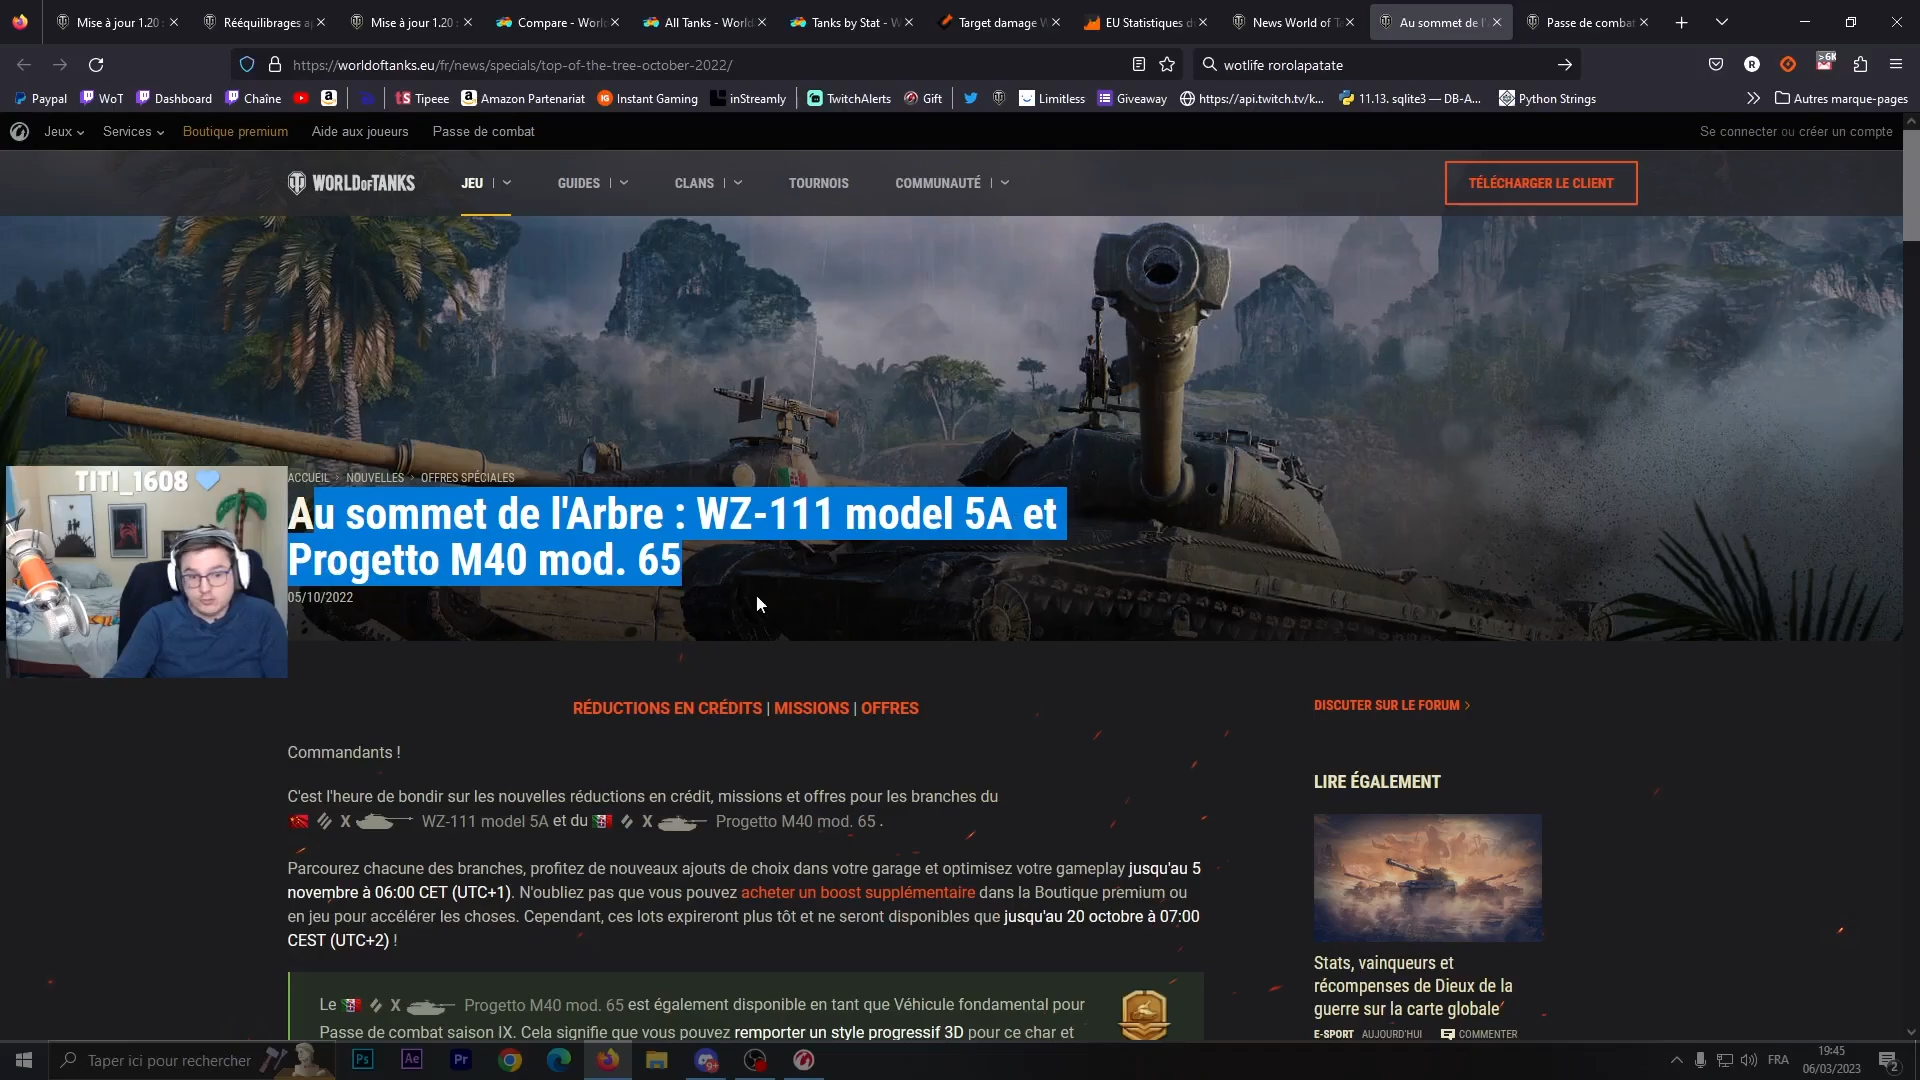 Mise à jour 1.20
Rééquilibrages a
Mise à jour 1.20
Compare - Worl
All Tanks - World
Tanks by Stat - W
Target damage W
EU Statistiques d
News World of T
Au sommet de l'
Passe de combat
https://worldoftanks.eu/fr/news/specials/top-of-the-tree-october-2022/
wotlife rorolapatate
>6K
Paypal
WoT
Dashboard
Chaîne
Tipeee
Amazon Partenariat
Instant Gaming
inStreamly
TwitchAlerts
Gift
Limitless
Giveaway
https://api.twitch.tv/k...
11.13. sqlite3 — DB-A...
Python Strings
Autres marque-pages
Jeux
Services
Boutique premium
Aide aux joueurs
Passe de combat
Se connecter ou créer un compte
WORLD OF TANKS
JEU
GUIDES
CLANS
TOURNOIS
COMMUNAUTÉ
TÉLÉCHARGER LE CLIENT
TITI_1608
ACCUEIL > NOUVELLES > OFFRES SPÉCIALES
Au sommet de l'Arbre : WZ-111 model 5A et
Progetto M40 mod. 65
05/10/2022
RÉDUCTIONS EN CRÉDITS | MISSIONS | OFFRES
Commandants !
C'est l'heure de bondir sur les nouvelles réductions en crédit, missions et offres pour les branches du
X WZ-111 model 5A et du X Progetto M40 mod. 65 .
Parcourez chacune des branches, profitez de nouveaux ajouts de choix dans votre garage et optimisez votre gameplay jusqu'au 5
novembre à 06:00 CET (UTC+1). N'oubliez pas que vous pouvez acheter un boost supplémentaire dans la Boutique premium ou
en jeu pour accélérer les choses. Cependant, ces lots expireront plus tôt et ne seront disponibles que jusqu'au 20 octobre à 07:00
CEST (UTC+2) !
Le X Progetto M40 mod. 65 est également disponible en tant que Véhicule fondamental pour
Passe de combat saison IX. Cela signifie que vous pouvez remporter un style progressif 3D pour ce char et
DISCUTER SUR LE FORUM >
LIRE ÉGALEMENT
Stats, vainqueurs et
récompenses de Dieux de la
guerre sur la carte globale
E-SPORT AUJOURD'HUI COMMENTER
Taper ici pour rechercher
Ps
Ae
Pr
9+
FRA
19:45
06/03/2023
2